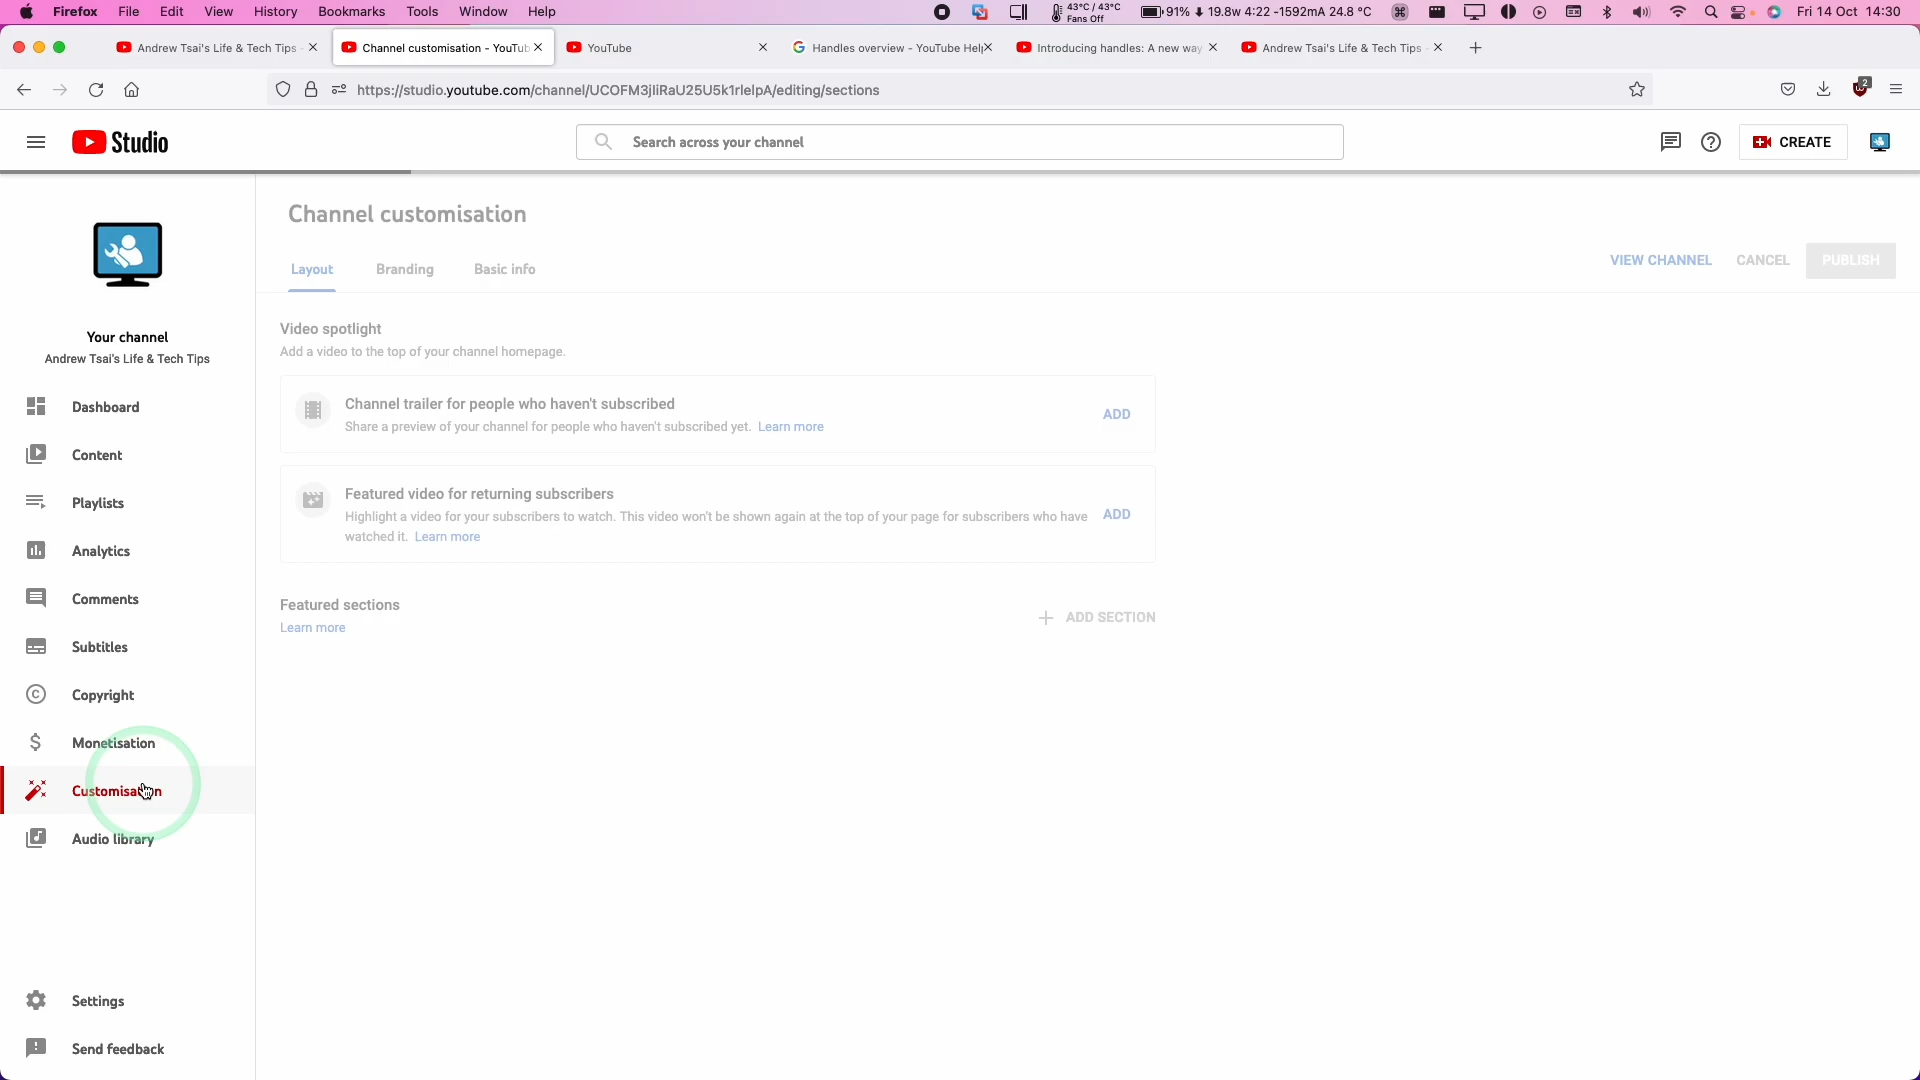 Firefox File Edit View History Bookmarks Tools Window Help 43°C / 43°C Fans Off 91% 19.8w 4:22 -1592mA 24.8 °C Fri 14 Oct 14:30
Andrew Tsai's Life & Tech Tips - Channel customisation - YouTub YouTube Handles overview - YouTube Help Introducing handles: A new way Andrew Tsai's Life & Tech Tips -
2
Studio
Search across your channel
CREATE
Channel customisation
Layout Branding Basic info
VIEW CHANNEL CANCEL PUBLISH
Your channel
Andrew Tsai's Life & Tech Tips
Dashboard
Content
Playlists
Analytics
Comments
Subtitles
Copyright
Monetisation
Customisation
Audio library
Settings
Send feedback
Video spotlight
Add a video to the top of your channel homepage.
Channel trailer for people who haven't subscribed
Share a preview of your channel for people who haven't subscribed yet. Learn more
ADD
Featured video for returning subscribers
Highlight a video for your subscribers to watch. This video won't be shown again at the top of your page for subscribers who have
watched it. Learn more
ADD
Featured sections
Learn more
ADD SECTION